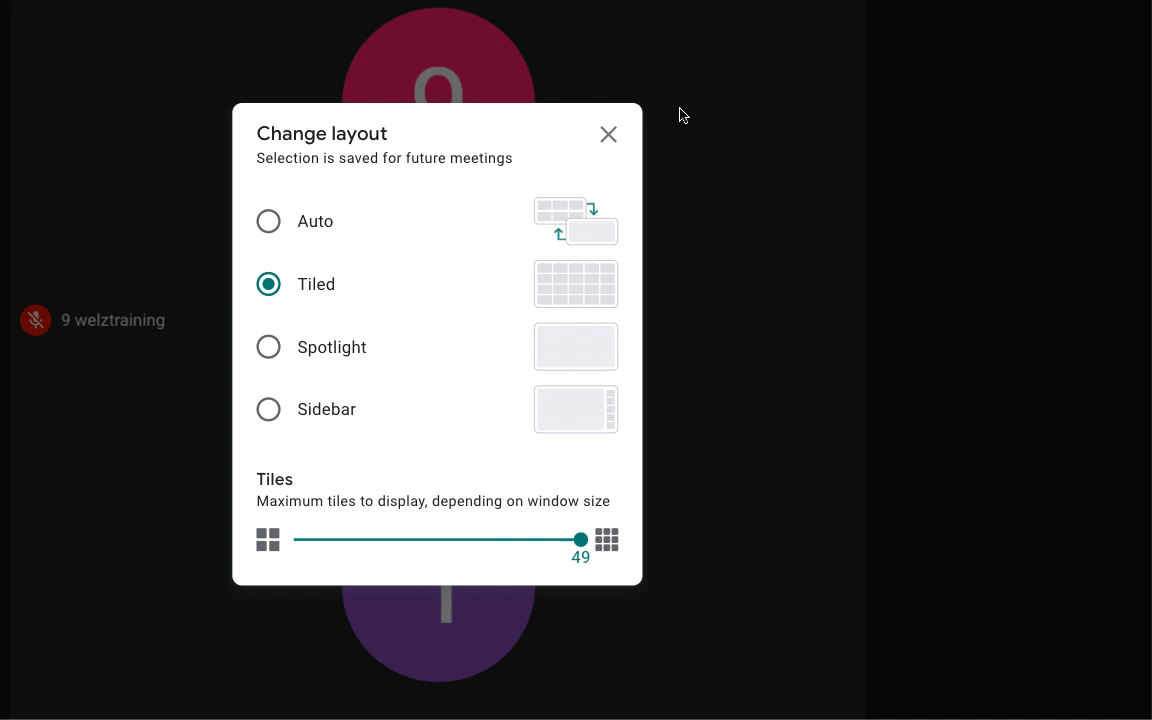 9
Change layout
Selection is saved for future meetings
Auto
Tiled
Spotlight
Sidebar
9 welztraining
Tiles
Maximum tiles to display, depending on window size
49